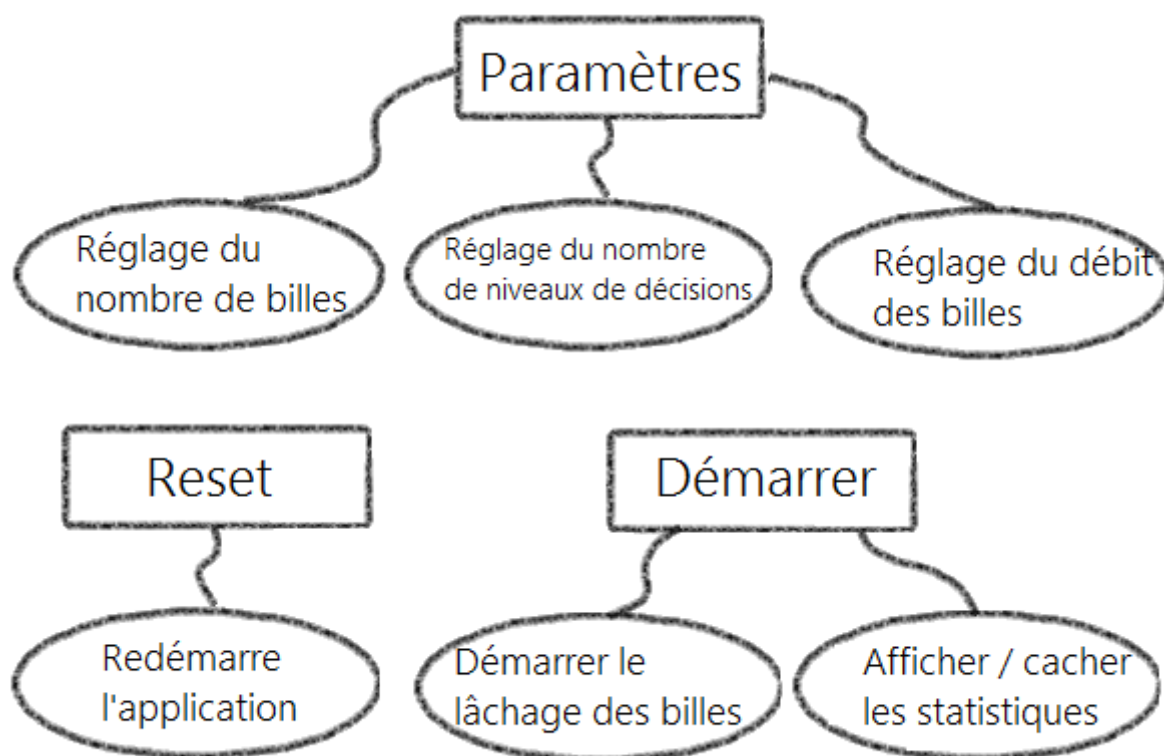 Paramètres
Réglage du
nombre de billes
Réglage du nombre
de niveaux de décisions
Réglage du débit
des billes
Reset
Démarrer
Redémarre
l'application
Démarrer le
lâchage des billes
Afficher / cacher
les statistiques